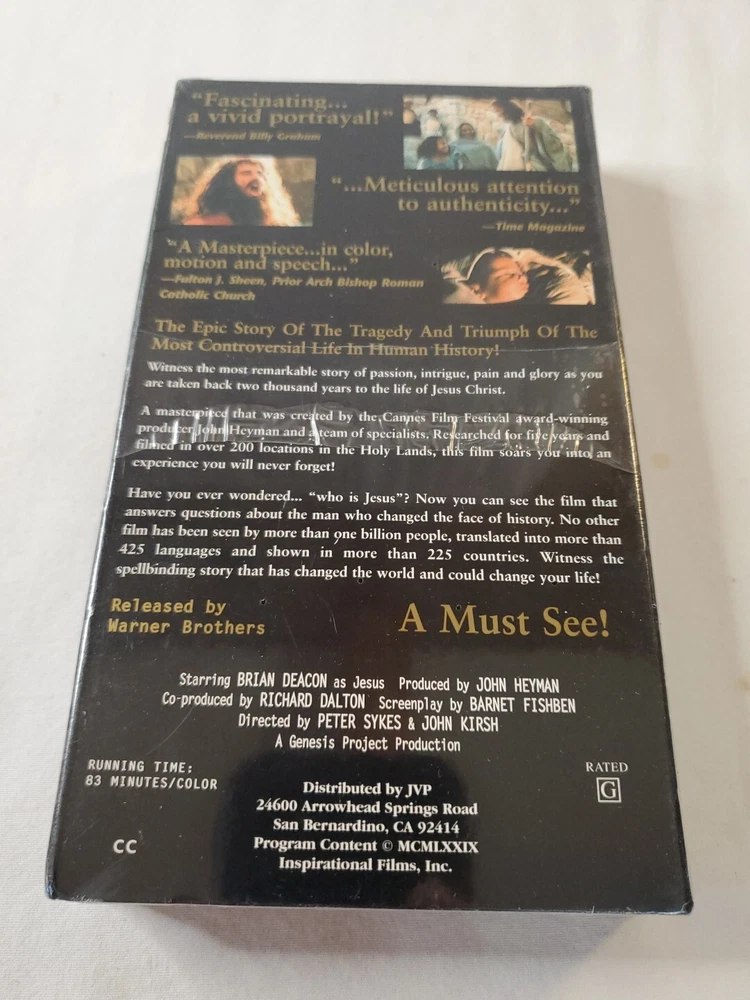 “Fascinating...
a vivid portrayal!”
—Reverend Billy Graham
“...Meticulous attention
to authenticity...”
—Time Magazine
“A Masterpiece...in color,
motion and speech...”
—Fulton J. Sheen, Prior Arch Bishop Roman
Catholic Church
The Epic Story Of The Tragedy And Triumph Of The
Most Controversial Life In Human History!
Witness the most remarkable story of passion, intrigue, pain and glory as you
are taken back two thousand years to the life of Jesus Christ.
A masterpiece that was created by the Cannes Film Festival award-winning
producer John Heyman and a team of specialists. Researched for five years and
filmed in over 200 locations in the Holy Lands, this film soars you into an
experience you will never forget!
Have you ever wondered... “who is Jesus”? Now you can see the film that
answers questions about the man who changed the face of history. No other
film has been seen by more than one billion people, translated into more than
425 languages and shown in more than 225 countries. Witness the
spellbinding story that has changed the world and could change your life!
Released by
Warner Brothers
A Must See!
Starring BRIAN DEACON as Jesus Produced by JOHN HEYMAN
Co-produced by RICHARD DALTON Screenplay by BARNET FISHBEN
Directed by PETER SYKES & JOHN KIRSH
A Genesis Project Production
RUNNING TIME:
83 MINUTES/COLOR
RATED
G
Distributed by JVP
24600 Arrowhead Springs Road
San Bernardino, CA 92414
Program Content © MCMLXXIX
Inspirational Films, Inc.
CC